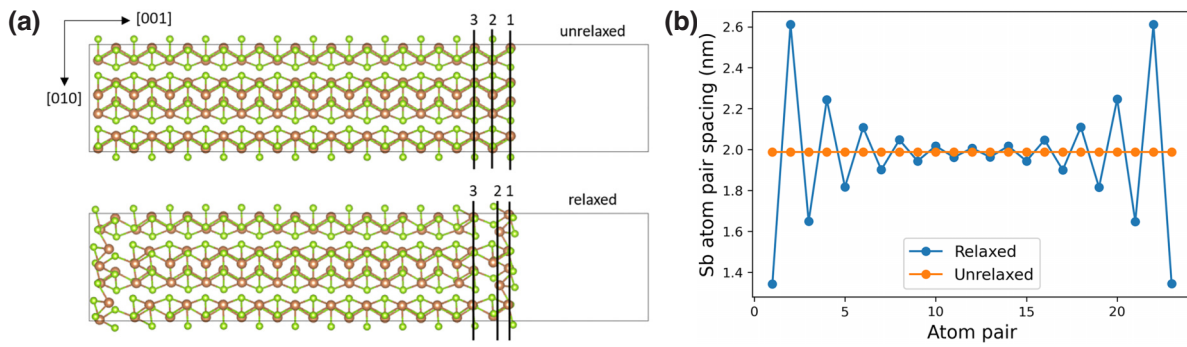 (a)
[001]
[010]
3 2 1
unrelaxed
3 2 1
relaxed
(b)
Sb atom pair spacing (nm)
2.6
2.4
2.2
2.0
1.8
1.6
1.4
Relaxed
Unrelaxed
5 10 15 20
Atom pair